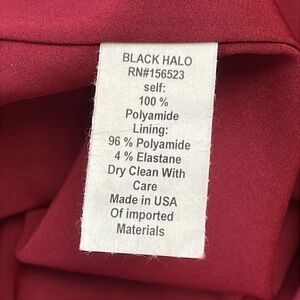 BLACK HALO
RN#156523
self:
100 %
Polyamide
Lining:
96 % Polyamide
4 % Elastane
Dry Clean With
Care
Made in USA
Of imported
Materials